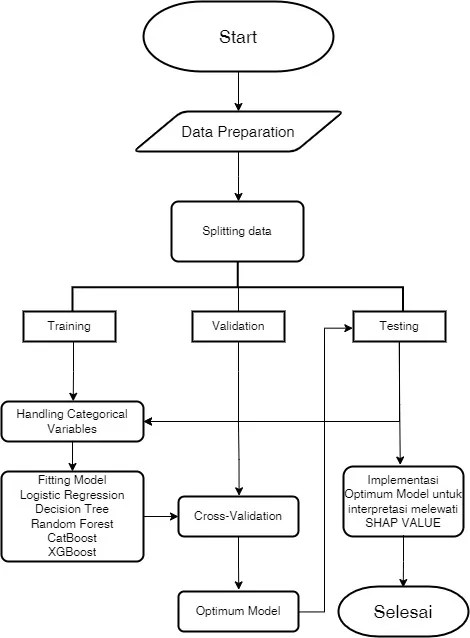 Start
Data Preparation
Splitting data
Training
Validation
Testing
Handling Categorical
Variables
Fitting Model
Logistic Regression
Decision Tree
Random Forest
CatBoost
XGBoost
Cross-Validation
Implementasi
Optimum Model untuk
interpretasi melewati
SHAP VALUE
Optimum Model
Selesai